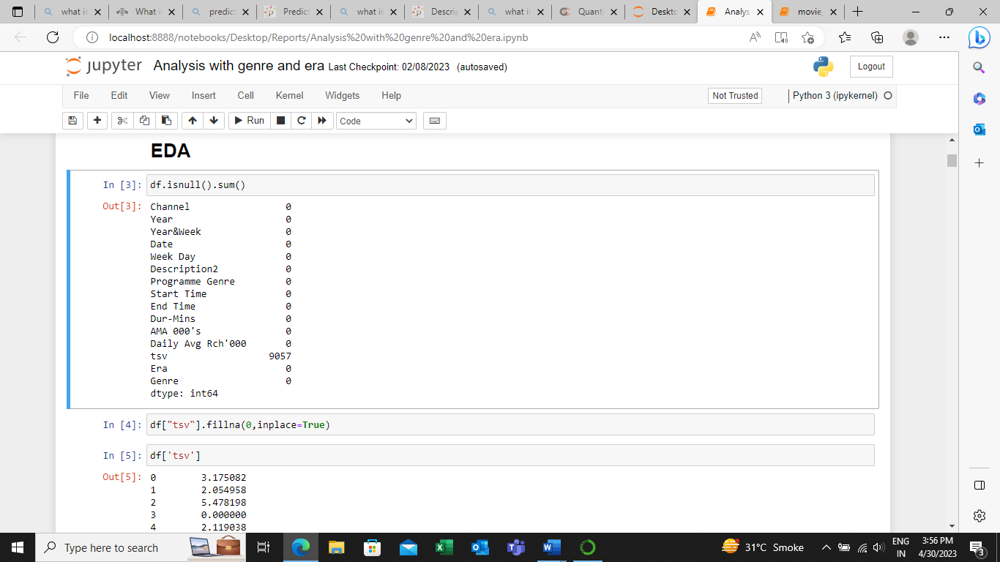 what is
What is
predict
Predict
what is
Descrip
what is
Quanti
Deskto
Analys
movie_
localhost:8888/notebooks/Desktop/Reports/Analysis%20with%20genre%20and%20era.ipynb
jupyter Analysis with genre and era Last Checkpoint: 02/08/2023 (autosaved)
Logout
File Edit View Insert Cell Kernel Widgets Help
Not Trusted
Python 3 (ipykernel)
Run
Code
EDA
In [3]: df.isnull().sum()
Out[3]: Channel 0
Year 0
Year&Week 0
Date 0
Week Day 0
Description2 0
Programme Genre 0
Start Time 0
End Time 0
Dur-Mins 0
AMA 000's 0
Daily Avg Rch'000 0
tsv 9057
Era 0
Genre 0
dtype: int64
In [4]: df["tsv"].fillna(0,inplace=True)
In [5]: df['tsv']
Out[5]: 0 3.175082
1 2.054958
2 5.478198
3 0.000000
4 2.119038
Type here to search
31°C Smoke
ENG
IN
3:56 PM
4/30/2023
3